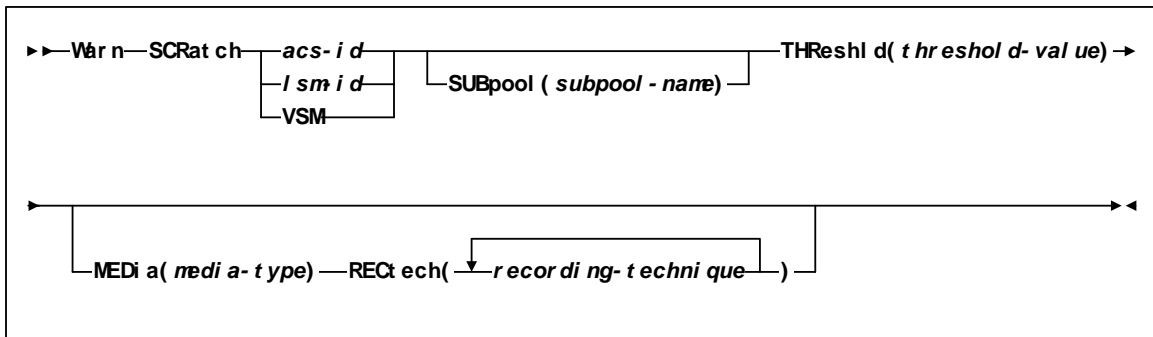 Warn SCRatch acs-id THReshld(threshold-value)
lsm-id SUBpool(subpool-name)
VSM
MEDia(media-type) RECtech( recording-technique )